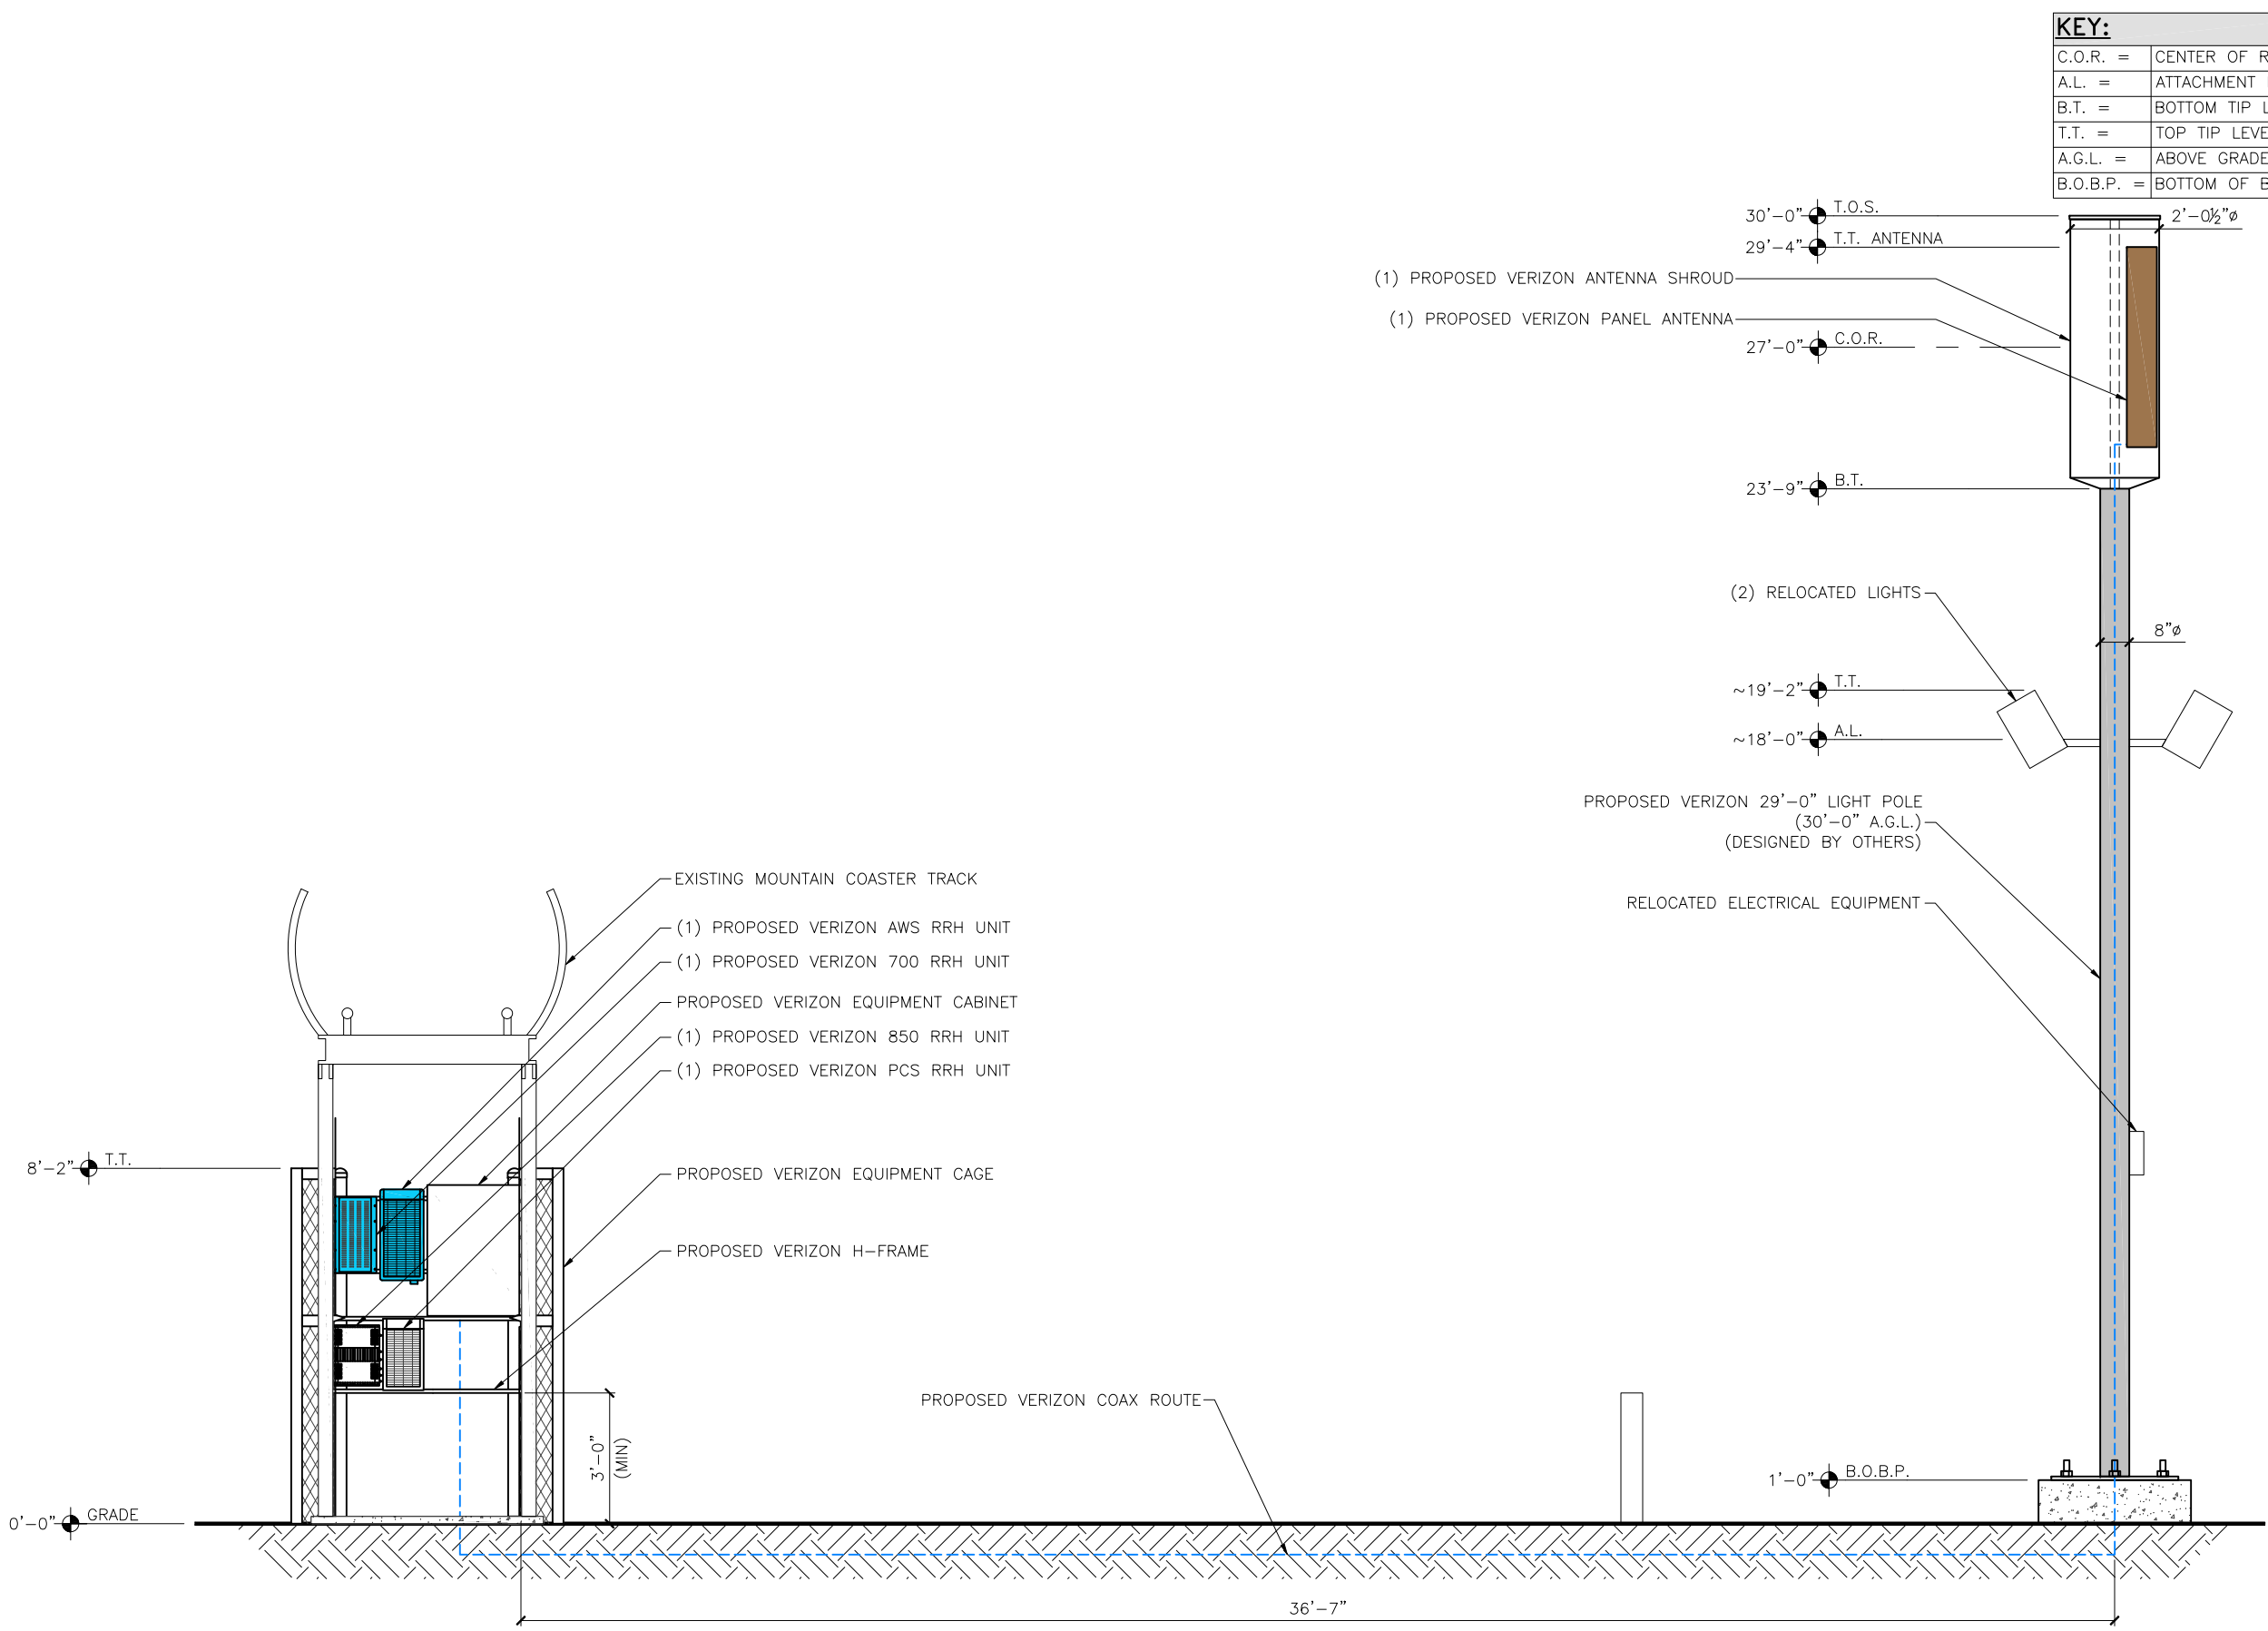 KEY:
C.O.R. = CENTER OF R
A.L. = ATTACHMENT
B.T. = BOTTOM TIP L
T.T. = TOP TIP LEVE
A.G.L. = ABOVE GRADE
B.O.B.P. = BOTTOM OF B
30'-0" T.O.S.
2'-0½"ø
29'-4" T.T. ANTENNA
(1) PROPOSED VERIZON ANTENNA SHROUD
(1) PROPOSED VERIZON PANEL ANTENNA
27'-0" C.O.R.
23'-9" B.T.
(2) RELOCATED LIGHTS
8"ø
~19'-2" T.T.
~18'-0" A.L.
PROPOSED VERIZON 29'-0" LIGHT POLE
(30'-0" A.G.L.)
(DESIGNED BY OTHERS)
RELOCATED ELECTRICAL EQUIPMENT
EXISTING MOUNTAIN COASTER TRACK
(1) PROPOSED VERIZON AWS RRH UNIT
(1) PROPOSED VERIZON 700 RRH UNIT
PROPOSED VERIZON EQUIPMENT CABINET
(1) PROPOSED VERIZON 850 RRH UNIT
(1) PROPOSED VERIZON PCS RRH UNIT
8'-2" T.T.
PROPOSED VERIZON EQUIPMENT CAGE
PROPOSED VERIZON H-FRAME
PROPOSED VERIZON COAX ROUTE
3'-0"
(MIN)
1'-0" B.O.B.P.
0'-0" GRADE
36'-7"